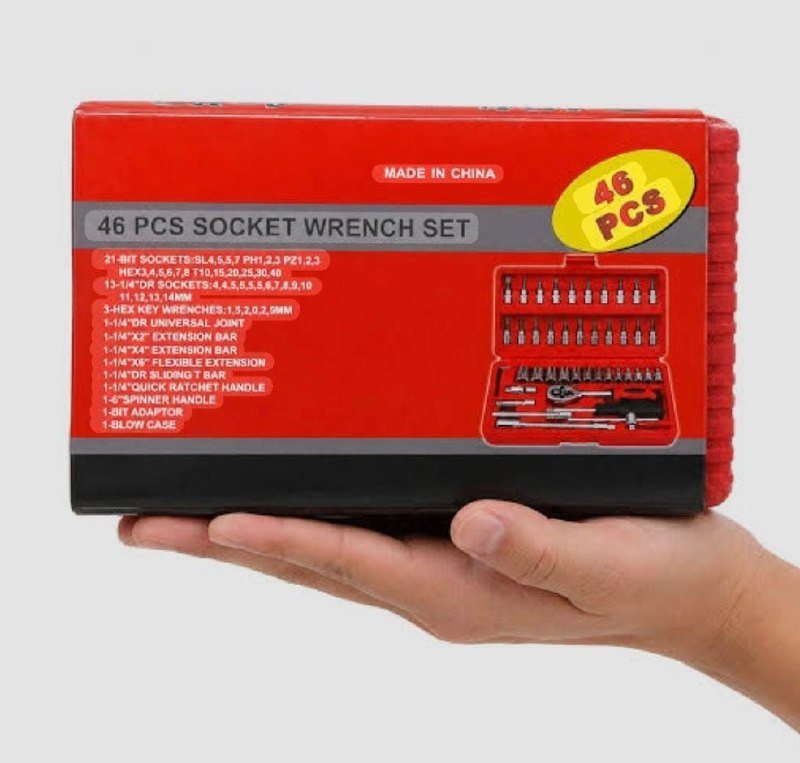 MADE IN CHINA
46 PCS
46 PCS SOCKET WRENCH SET
21-BIT SOCKETS:SL4,5,5,7 PH1,2,3 PZ1,2,3
HEX3,4,5,6,7,8 T10,15,20,25,30,40
13-1/4"DR SOCKETS:4,4,5,5,5,5,6,7,8,9,10
11,12,13,14MM
3-HEX KEY WRENCHES:1,5,2,0,2,5MM
1-1/4"DR UNIVERSAL JOINT
1-1/4"X2" EXTENSION BAR
1-1/4"X4" EXTENSION BAR
1-1/4"X6" FLEXIBLE EXTENSION
1-1/4"DR SLIDING T BAR
1-1/4"QUICK RATCHET HANDLE
1-6"SPINNER HANDLE
1-BIT ADAPTOR
1-BLOW CASE